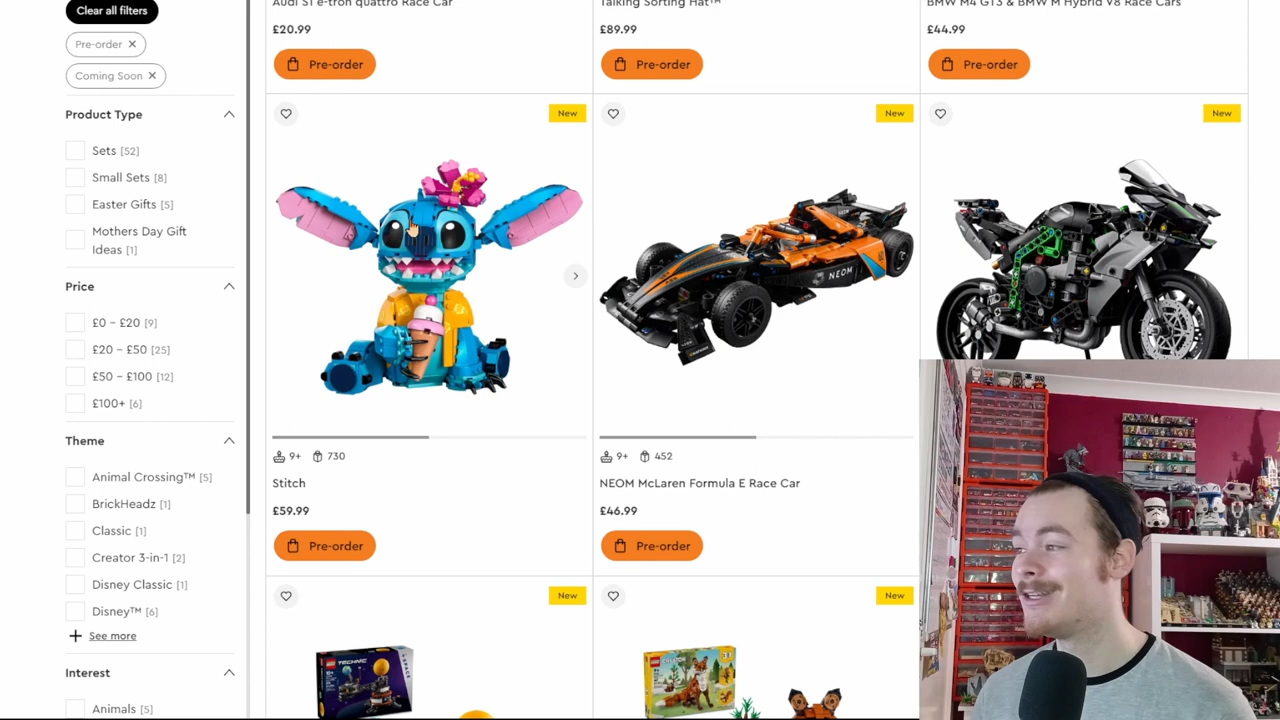 Clear all filters
Pre-order ✕
Coming Soon ✕
Product Type
Sets [52]
Small Sets [8]
Easter Gifts [5]
Mothers Day Gift
Ideas [1]
Price
£0 – £20 [9]
£20 – £50 [25]
£50 – £100 [12]
£100+ [6]
Theme
Animal Crossing™ [5]
BrickHeadz [1]
Classic [1]
Creator 3-in-1 [2]
Disney Classic [1]
Disney™ [6]
See more
Interest
Animals [5]
Audi S1 e-tron quattro Race Car
£20.99
Pre-order
Talking Sorting Hat™
£89.99
Pre-order
BMW M4 GT3 & BMW M Hybrid V8 Race Cars
£44.99
Pre-order
New
9+ 730
Stitch
£59.99
Pre-order
New
NEOM
9+ 452
NEOM McLaren Formula E Race Car
£46.99
Pre-order
New
New
LEGO TECHNIC
New
LEGO CREATOR